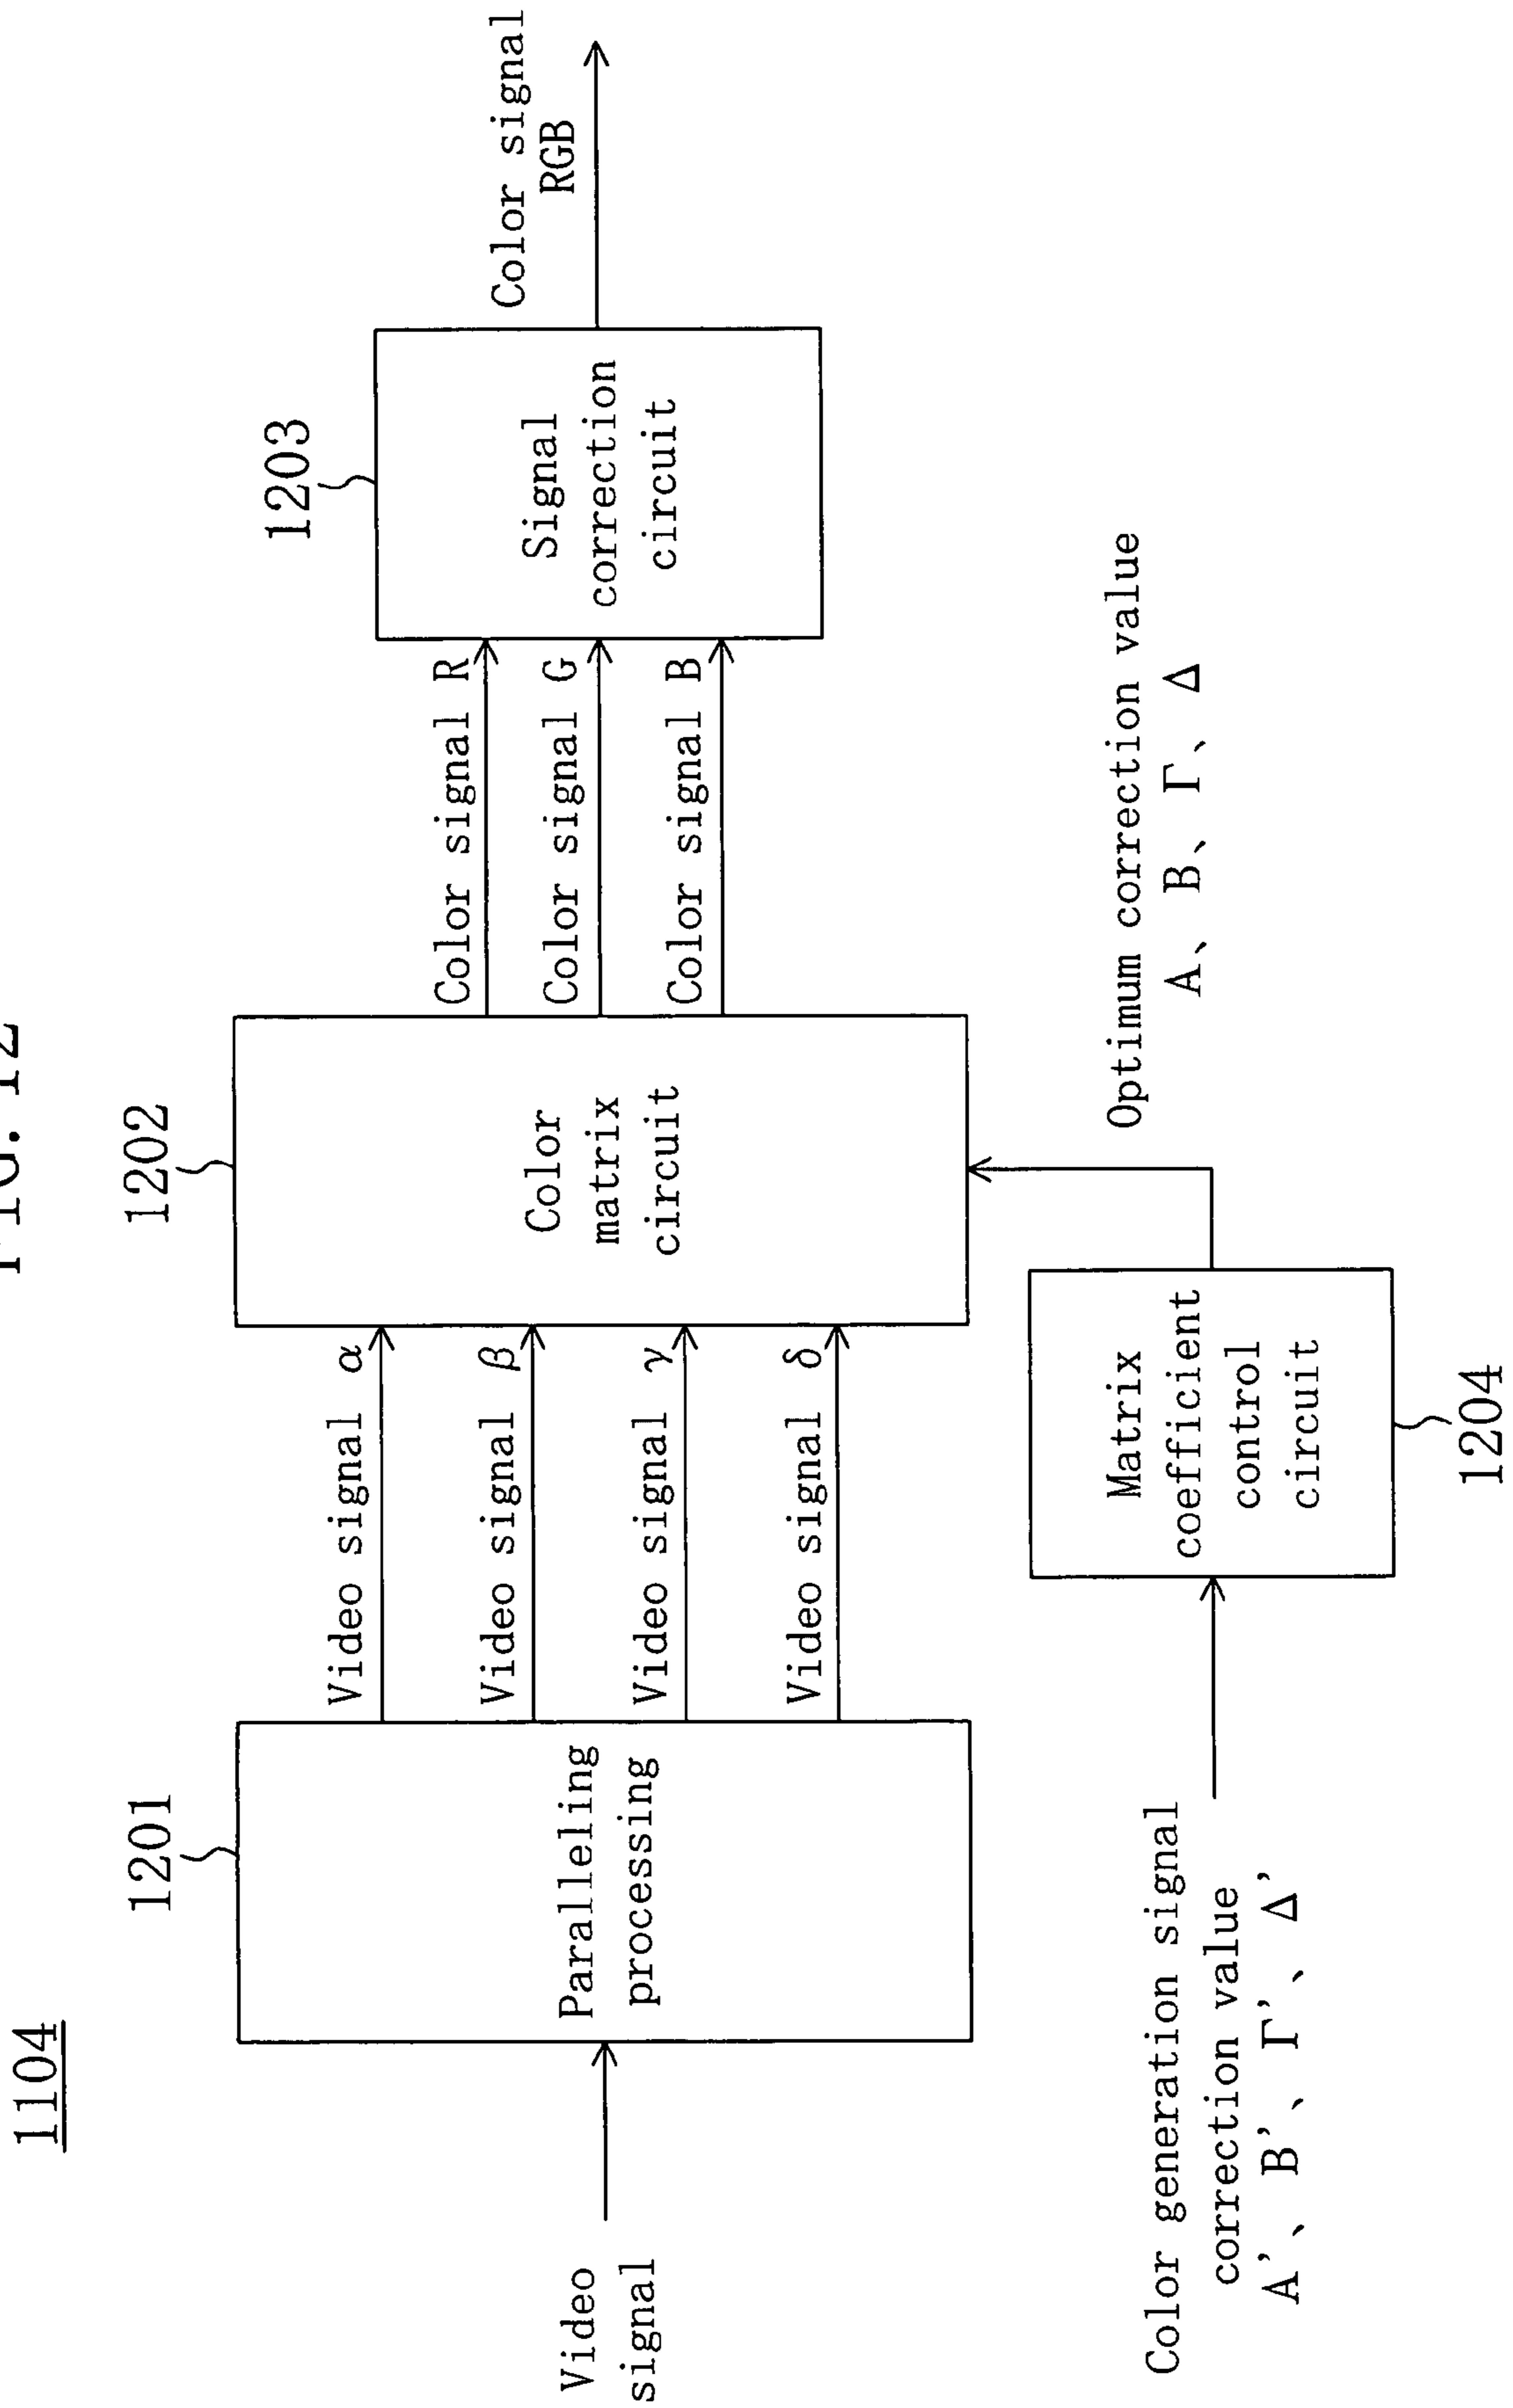 FIG. 12
1104
1201
1202
1203
Video
signal
Paralleling
processing
Video signal α
Video signal β
Video signal γ
Video signal δ
Color
matrix
circuit
Color signal R
Color signal G
Color signal B
Signal
correction
circuit
Color signal
RGB
Color generation signal
correction value
A'、B'、Γ'、Δ'
Matrix
coefficient
control
circuit
1204
Optimum correction value
A、B、Γ、Δ